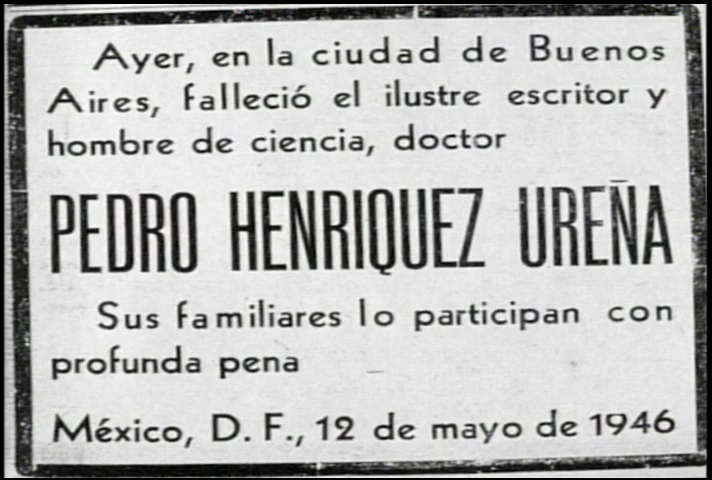 Ayer, en la ciudad de Buenos
Aires, falleció el ilustre escritor y
hombre de ciencia, doctor
PEDRO HENRIQUEZ UREÑA
Sus familiares lo participan con
profunda pena
México, D. F., 12 de mayo de 1946